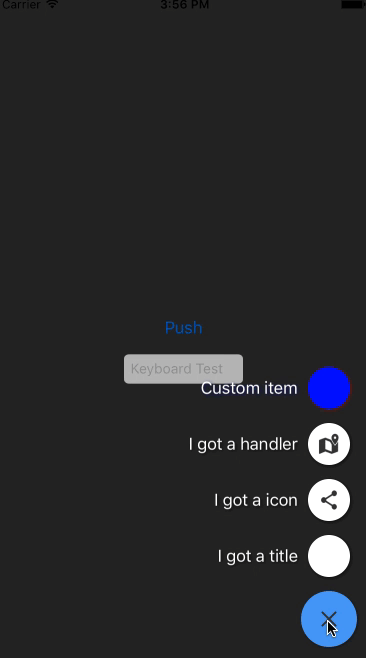 Carrier 3:56 PM
Push
Keyboard Test
Custom item
I got a handler
I got a icon
I got a title